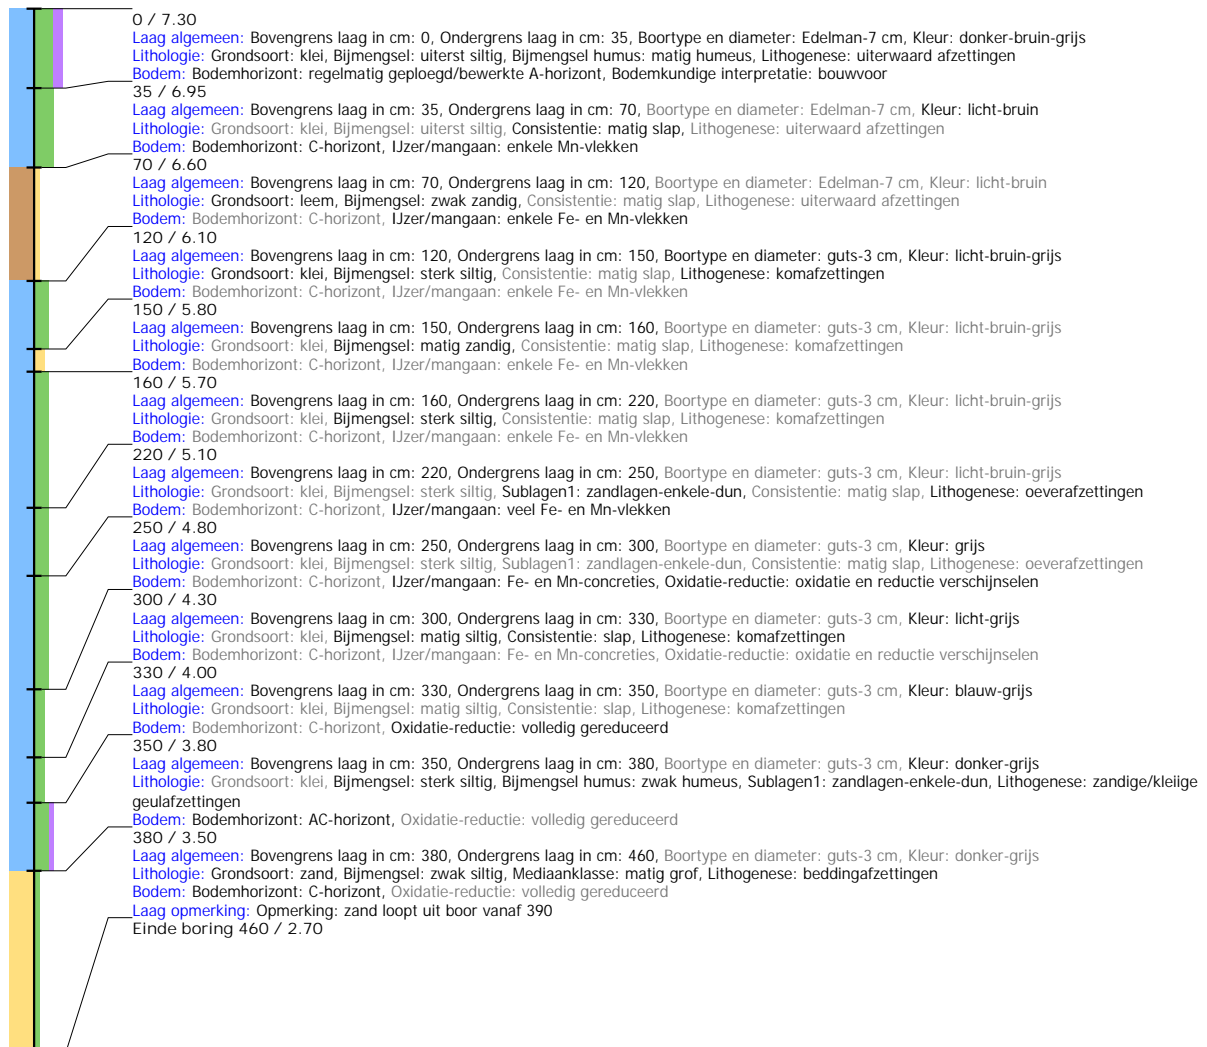 0 / 7.30
Laag algemeen: Bovengrens laag in cm: 0, Ondergrens laag in cm: 35, Boortype en diameter: Edelman-7 cm, Kleur: donker-bruin-grijs
Lithologie: Grondsoort: klei, Bijmengsel: uiterst siltig, Bijmengsel humus: matig humeus, Lithogenese: uiterwaard afzettingen
Bodem: Bodemhorizont: regelmatig geploegd/bewerkte A-horizont, Bodemkundige interpretatie: bouwvoor
35 / 6.95
Laag algemeen: Bovengrens laag in cm: 35, Ondergrens laag in cm: 70, Boortype en diameter: Edelman-7 cm, Kleur: licht-bruin
Lithologie: Grondsoort: klei, Bijmengsel: uiterst siltig, Consistentie: matig slap, Lithogenese: uiterwaard afzettingen
Bodem: Bodemhorizont: C-horizont, IJzer/mangaan: enkele Mn-vlekken
70 / 6.60
Laag algemeen: Bovengrens laag in cm: 70, Ondergrens laag in cm: 120, Boortype en diameter: Edelman-7 cm, Kleur: licht-bruin
Lithologie: Grondsoort: leem, Bijmengsel: zwak zandig, Consistentie: matig slap, Lithogenese: uiterwaard afzettingen
Bodem: Bodemhorizont: C-horizont, IJzer/mangaan: enkele Fe- en Mn-vlekken
120 / 6.10
Laag algemeen: Bovengrens laag in cm: 120, Ondergrens laag in cm: 150, Boortype en diameter: guts-3 cm, Kleur: licht-bruin-grijs
Lithologie: Grondsoort: klei, Bijmengsel: sterk siltig, Consistentie: matig slap, Lithogenese: komafzettingen
Bodem: Bodemhorizont: C-horizont, IJzer/mangaan: enkele Fe- en Mn-vlekken
150 / 5.80
Laag algemeen: Bovengrens laag in cm: 150, Ondergrens laag in cm: 160, Boortype en diameter: guts-3 cm, Kleur: licht-bruin-grijs
Lithologie: Grondsoort: klei, Bijmengsel: matig zandig, Consistentie: matig slap, Lithogenese: komafzettingen
Bodem: Bodemhorizont: C-horizont, IJzer/mangaan: enkele Fe- en Mn-vlekken
160 / 5.70
Laag algemeen: Bovengrens laag in cm: 160, Ondergrens laag in cm: 220, Boortype en diameter: guts-3 cm, Kleur: licht-bruin-grijs
Lithologie: Grondsoort: klei, Bijmengsel: sterk siltig, Consistentie: matig slap, Lithogenese: komafzettingen
Bodem: Bodemhorizont: C-horizont, IJzer/mangaan: enkele Fe- en Mn-vlekken
220 / 5.10
Laag algemeen: Bovengrens laag in cm: 220, Ondergrens laag in cm: 250, Boortype en diameter: guts-3 cm, Kleur: licht-bruin-grijs
Lithologie: Grondsoort: klei, Bijmengsel: sterk siltig, Sublagen1: zandlagen-enkele-dun, Consistentie: matig slap, Lithogenese: oeverafzettingen
Bodem: Bodemhorizont: C-horizont, IJzer/mangaan: veel Fe- en Mn-vlekken
250 / 4.80
Laag algemeen: Bovengrens laag in cm: 250, Ondergrens laag in cm: 300, Boortype en diameter: guts-3 cm, Kleur: grijs
Lithologie: Grondsoort: klei, Bijmengsel: sterk siltig, Sublagen1: zandlagen-enkele-dun, Consistentie: matig slap, Lithogenese: oeverafzettingen
Bodem: Bodemhorizont: C-horizont, IJzer/mangaan: Fe- en Mn-concreties, Oxidatie-reductie: oxidatie en reductie verschijnselen
300 / 4.30
Laag algemeen: Bovengrens laag in cm: 300, Ondergrens laag in cm: 330, Boortype en diameter: guts-3 cm, Kleur: licht-grijs
Lithologie: Grondsoort: klei, Bijmengsel: matig siltig, Consistentie: slap, Lithogenese: komafzettingen
Bodem: Bodemhorizont: C-horizont, IJzer/mangaan: Fe- en Mn-concreties, Oxidatie-reductie: oxidatie en reductie verschijnselen
330 / 4.00
Laag algemeen: Bovengrens laag in cm: 330, Ondergrens laag in cm: 350, Boortype en diameter: guts-3 cm, Kleur: blauw-grijs
Lithologie: Grondsoort: klei, Bijmengsel: matig siltig, Consistentie: slap, Lithogenese: komafzettingen
Bodem: Bodemhorizont: C-horizont, Oxidatie-reductie: volledig gereduceerd
350 / 3.80
Laag algemeen: Bovengrens laag in cm: 350, Ondergrens laag in cm: 380, Boortype en diameter: guts-3 cm, Kleur: donker-grijs
Lithologie: Grondsoort: klei, Bijmengsel: sterk siltig, Bijmengsel humus: zwak humeus, Sublagen1: zandlagen-enkele-dun, Lithogenese: zandige/kleiige
geulafzettingen
Bodem: Bodemhorizont: AC-horizont, Oxidatie-reductie: volledig gereduceerd
380 / 3.50
Laag algemeen: Bovengrens laag in cm: 380, Ondergrens laag in cm: 460, Boortype en diameter: guts-3 cm, Kleur: donker-grijs
Lithologie: Grondsoort: zand, Bijmengsel: zwak siltig, Mediaanklasse: matig grof, Lithogenese: beddingafzettingen
Bodem: Bodemhorizont: C-horizont, Oxidatie-reductie: volledig gereduceerd
Laag opmerking: Opmerking: zand loopt uit boor vanaf 390
Einde boring 460 / 2.70